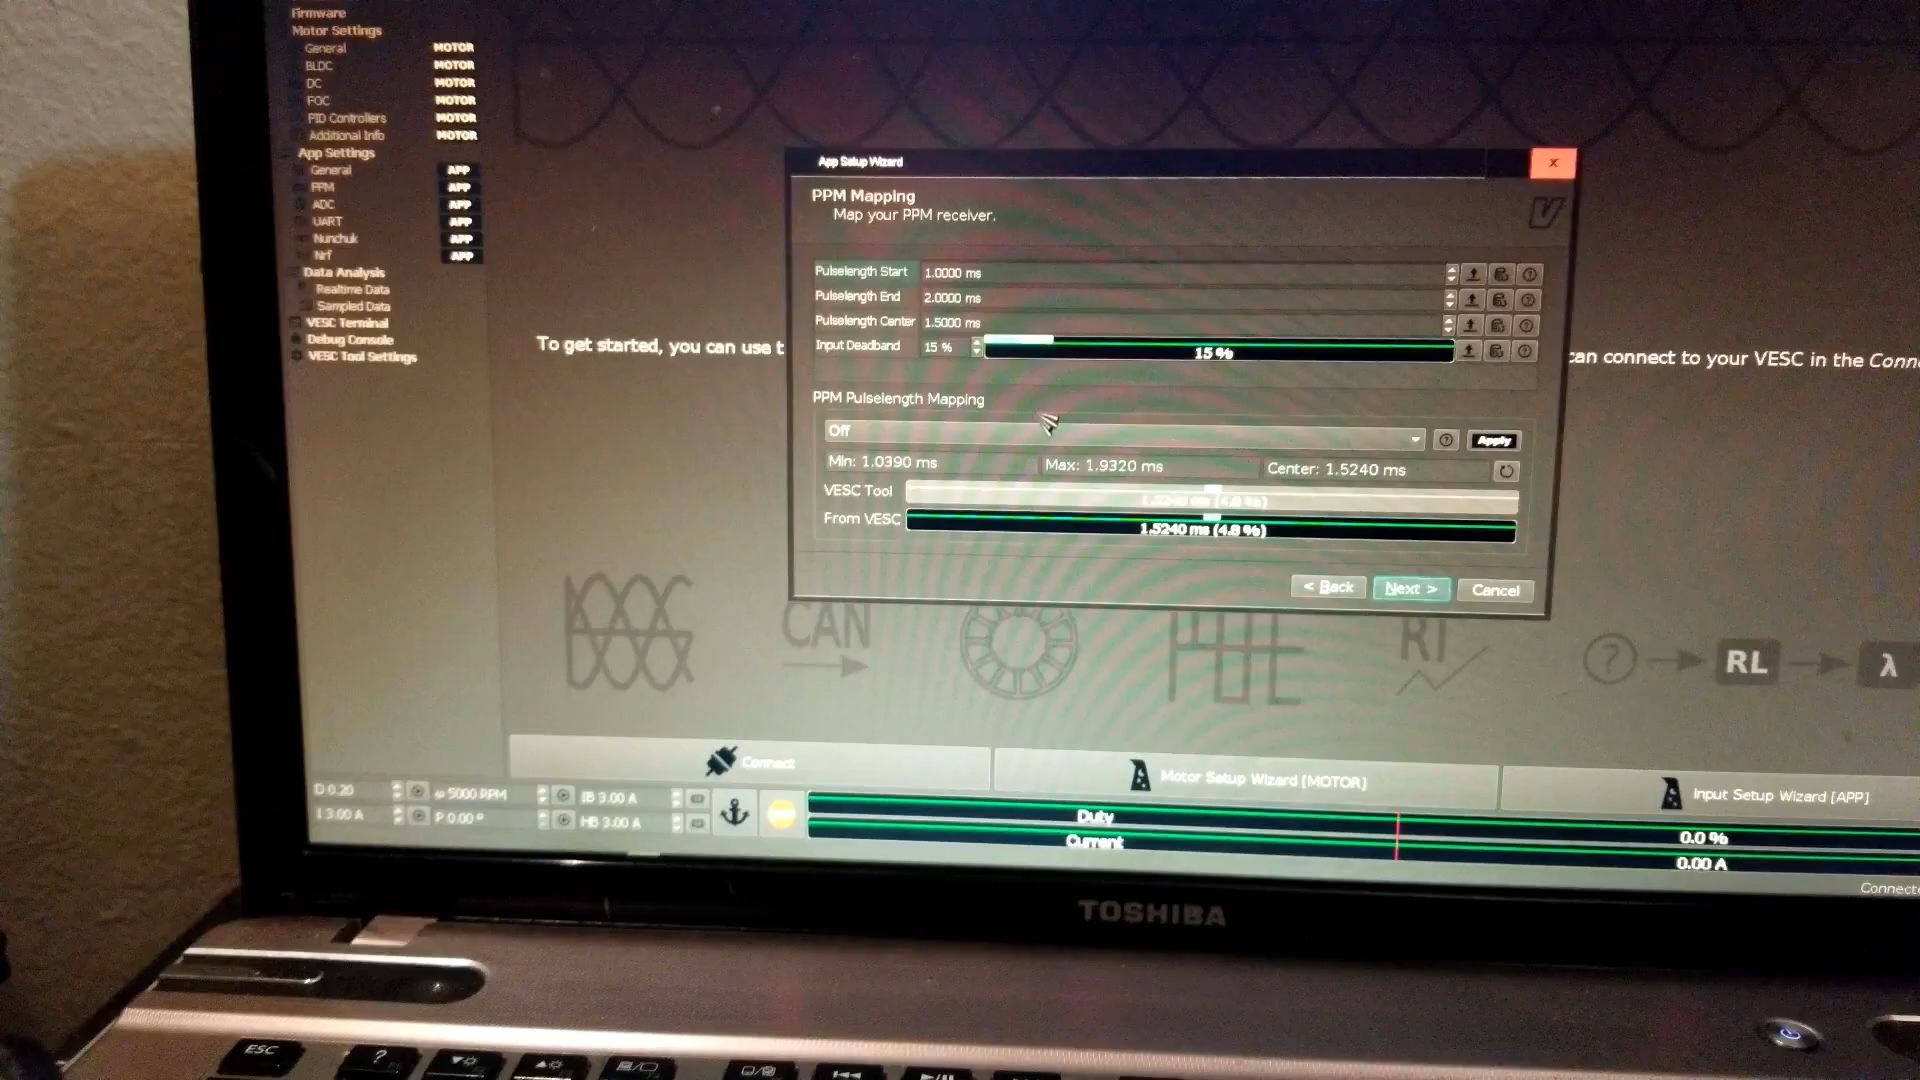 Firmware
Motor Settings
General MOTOR
BLDC MOTOR
DC MOTOR
FOC MOTOR
PID Controllers MOTOR
Additional Info MOTOR
App Settings
General APP
PPM APP
ADC APP
UART APP
Nunchuk APP
Nrf APP
Data Analysis
Realtime Data
Sampled Data
VESC Terminal
Debug Console
VESC Tool Settings
To get started, you can use t
can connect to your VESC in the Conn
App Setup Wizard
x
PPM Mapping
Map your PPM receiver.
Pulselength Start 1.0000 ms
Pulselength End 2.0000 ms
Pulselength Center 1.5000 ms
Input Deadband 15 % 15 %
PPM Pulselength Mapping
Off Apply
Min: 1.0390 ms Max: 1.9320 ms Center: 1.5240 ms
VESC Tool 1.5240 ms (4.8 %)
From VESC 1.5240 ms (4.8 %)
< Back Next > Cancel
CAN
RT
? RL λ
Connect Motor Setup Wizard [MOTOR] Input Setup Wizard [APP]
D 0.20 5000 RPM IB 3.00 A
I 3.00 A P 0.00 º HB 3.00 A
Duty 0.0 %
Current 0.00 A
Connecte
TOSHIBA
ESC
?